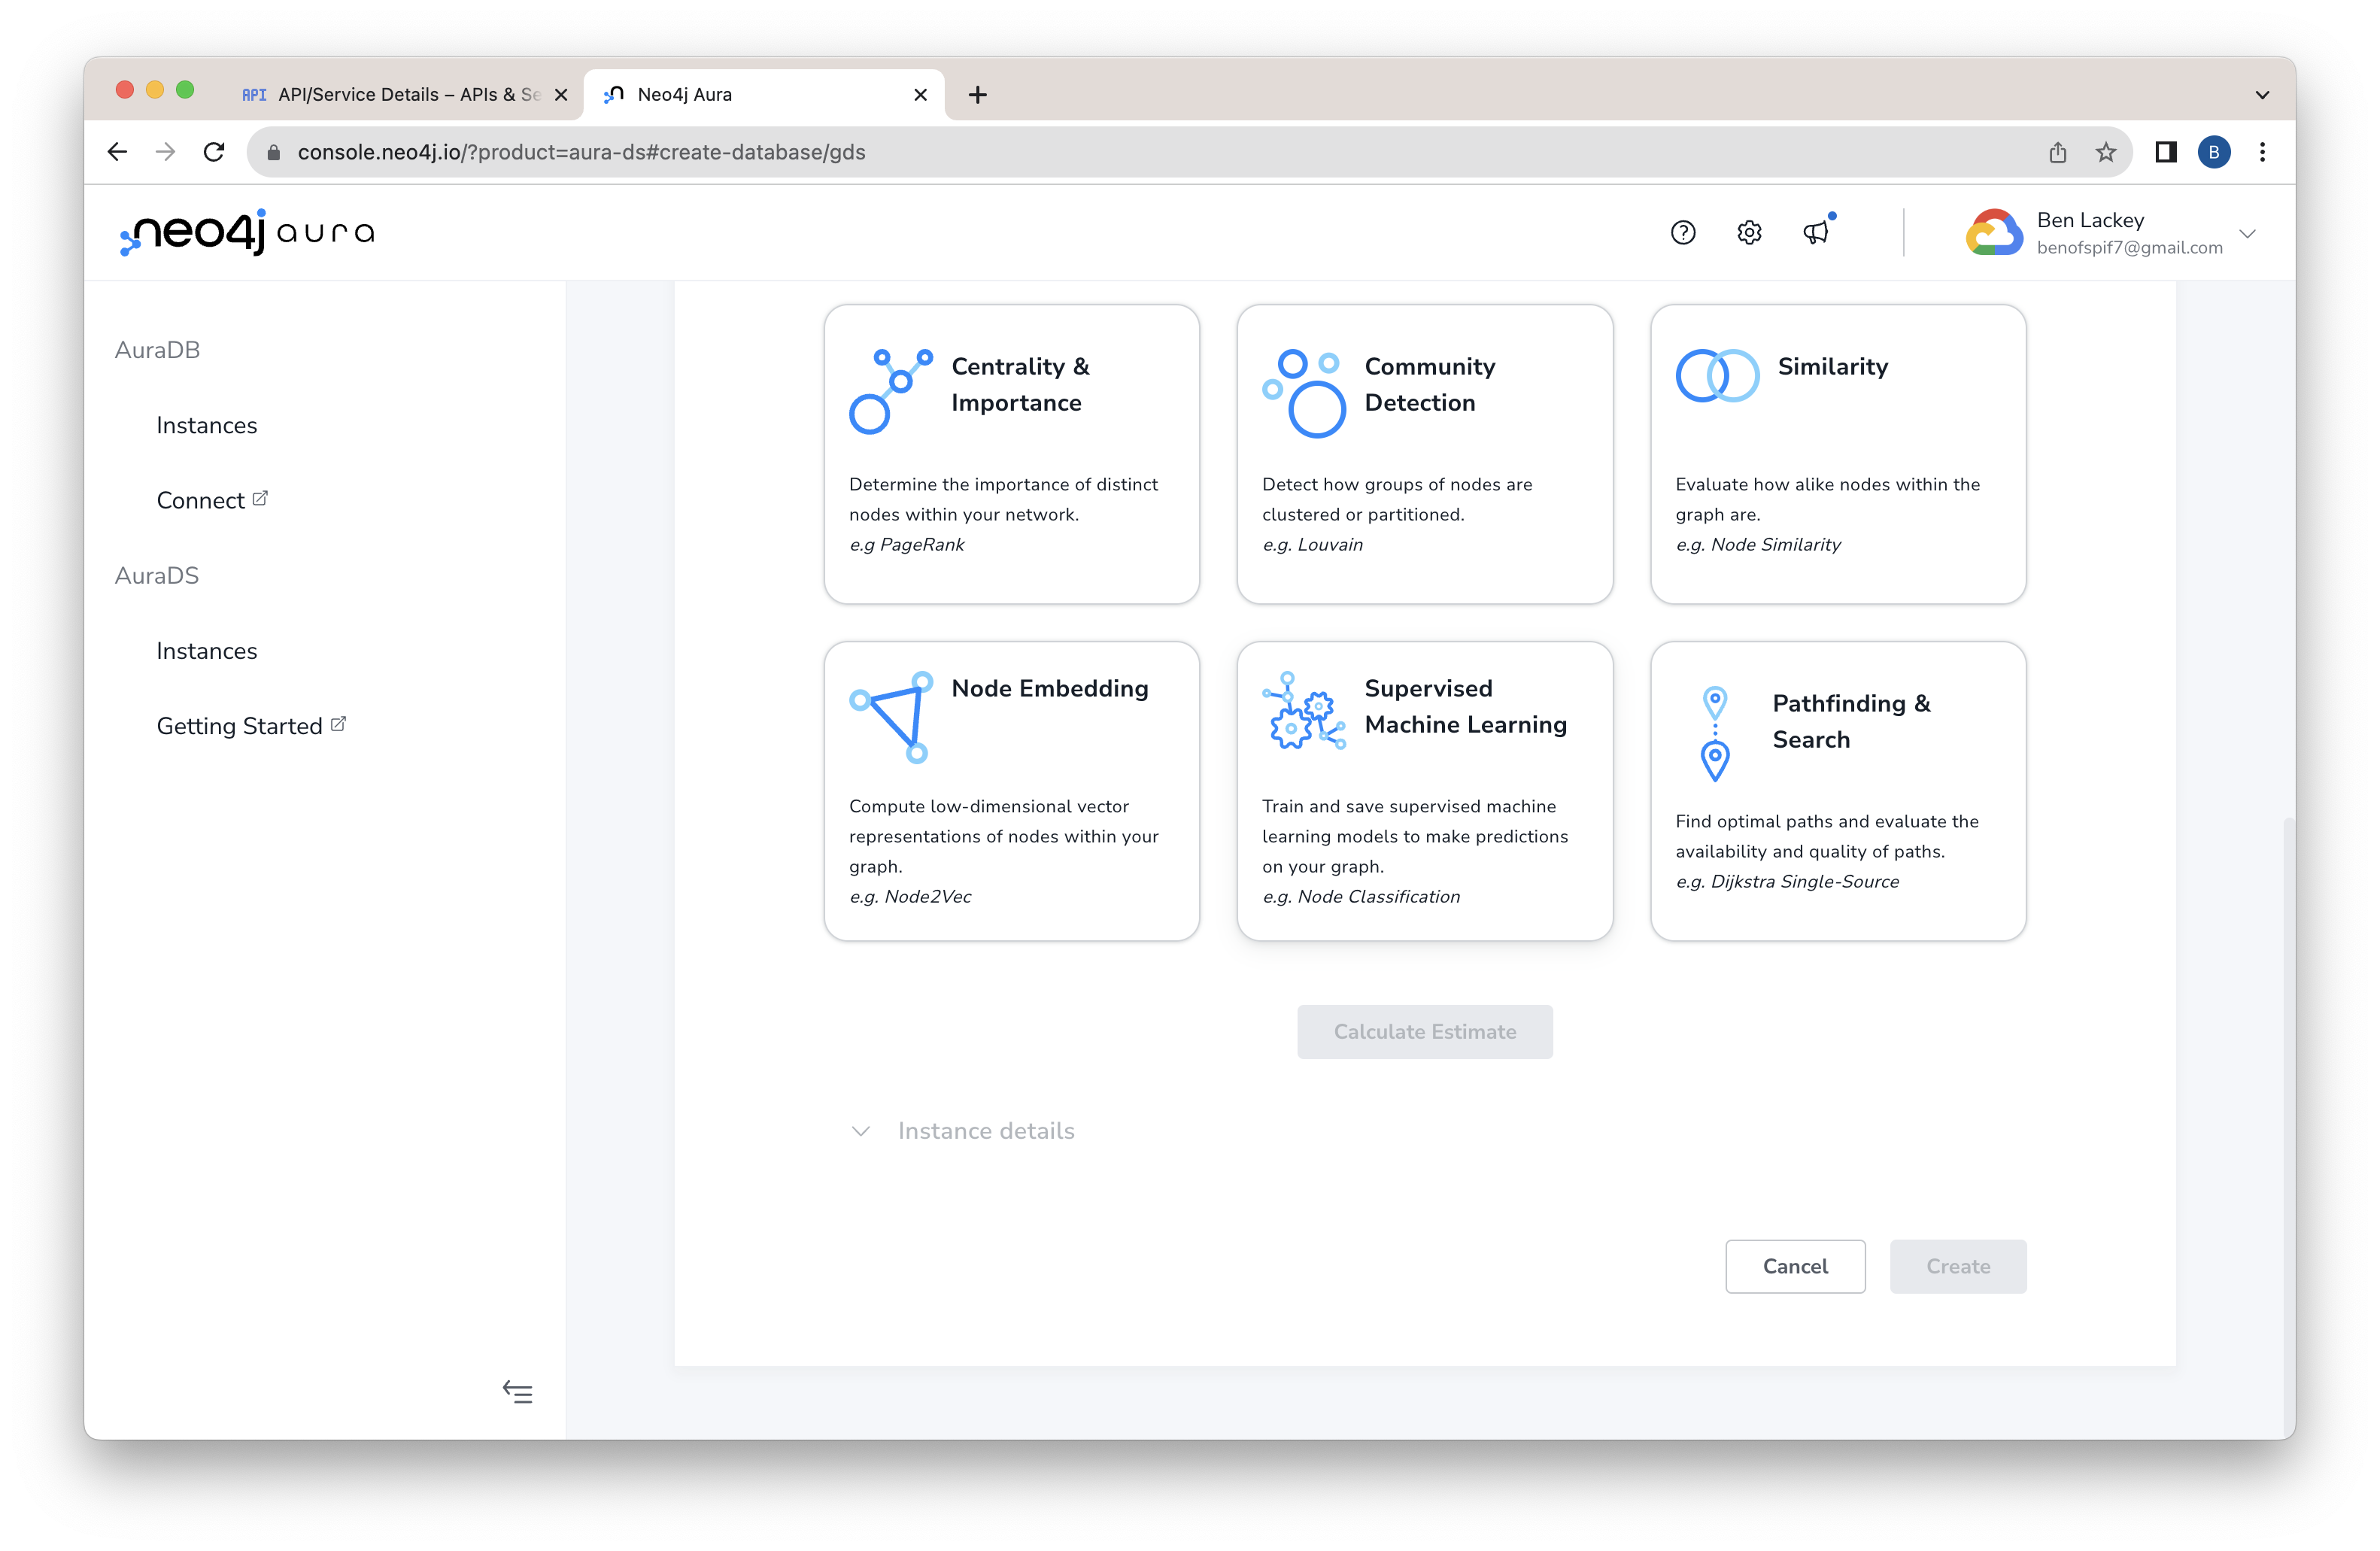 API API/Service Details – APIs & Se
Neo4j Aura
console.neo4j.io/?product=aura-ds#create-database/gds
B
neo4j aura
Ben Lackey
benofspif7@gmail.com
AuraDB
Instances
Connect
AuraDS
Instances
Getting Started
Centrality &
Importance
Determine the importance of distinct
nodes within your network.
e.g PageRank
Community
Detection
Detect how groups of nodes are
clustered or partitioned.
e.g. Louvain
Similarity
Evaluate how alike nodes within the
graph are.
e.g. Node Similarity
Node Embedding
Compute low-dimensional vector
representations of nodes within your
graph.
e.g. Node2Vec
Supervised
Machine Learning
Train and save supervised machine
learning models to make predictions
on your graph.
e.g. Node Classification
Pathfinding &
Search
Find optimal paths and evaluate the
availability and quality of paths.
e.g. Dijkstra Single-Source
Calculate Estimate
Instance details
Cancel
Create